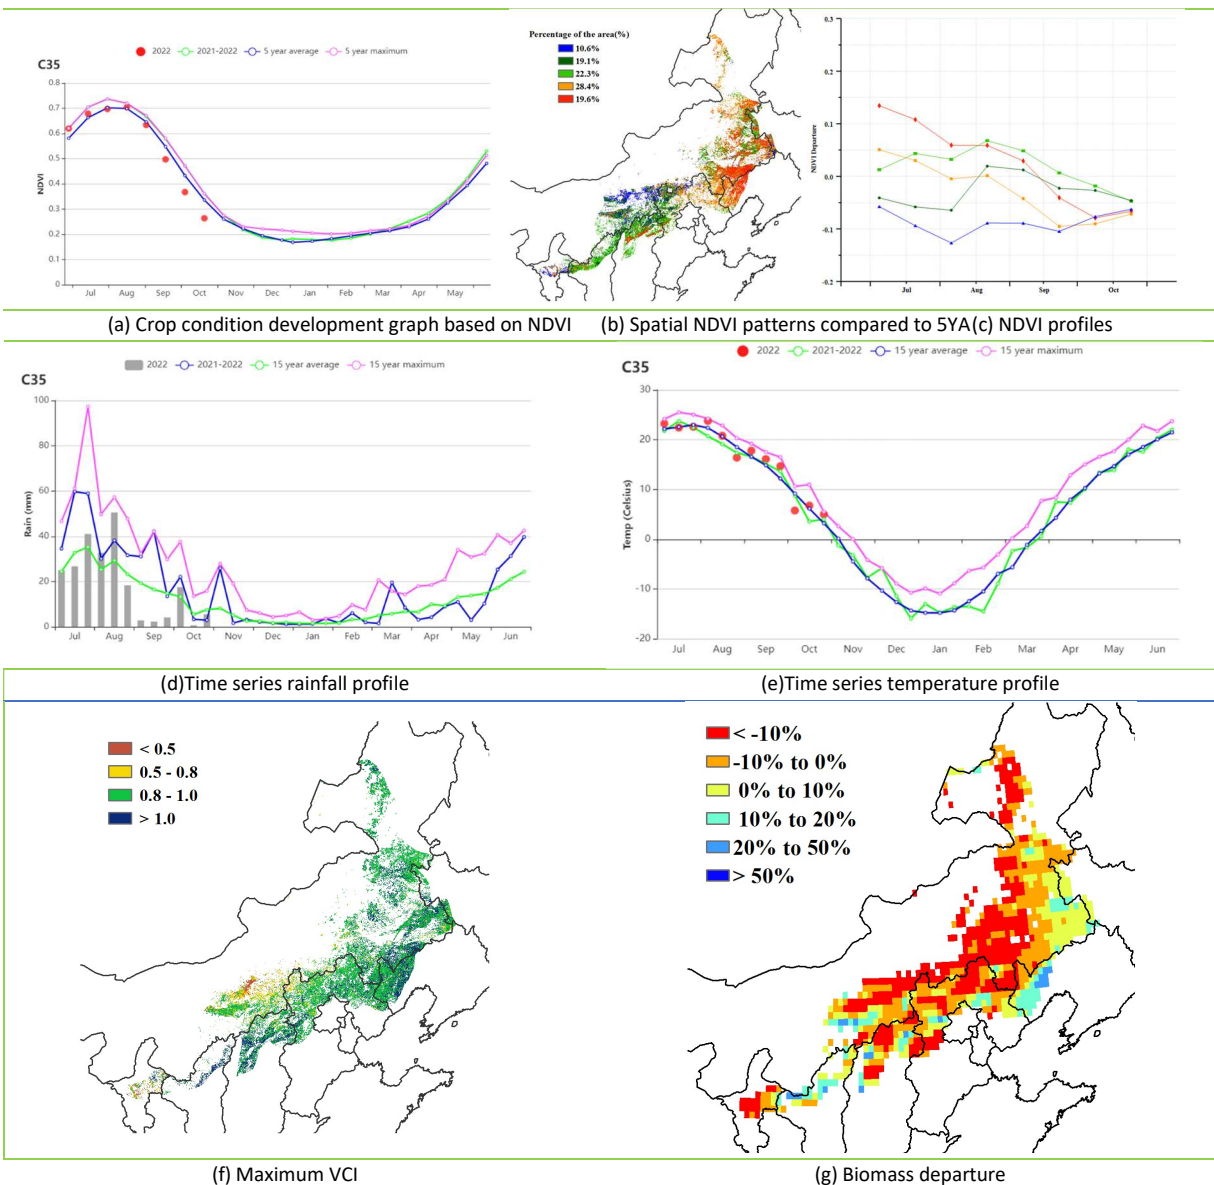 2022 2021-2022 5 year average 5 year maximum
C35
NDVI
0.8
0.7
0.6
0.5
0.4
0.3
0.2
0.1
0
Jul Aug Sep Oct Nov Dec Jan Feb Mar Apr May
Percentage of the area(%)
10.6%
19.1%
22.3%
28.4%
19.6%
NDVI Departure
0.3
0.2
0.1
0.0
-0.1
-0.2
Jul Aug Sep Oct
(a) Crop condition development graph based on NDVI (b) Spatial NDVI patterns compared to 5YA(c) NDVI profiles
2022 2021-2022 15 year average 15 year maximum
C35
Rain (mm)
100
80
60
40
20
0
Jul Aug Sep Oct Nov Dec Jan Feb Mar Apr May Jun
2022 2021-2022 15 year average 15 year maximum
C35
Temp (Celsius)
30
20
10
0
-10
-20
Jul Aug Sep Oct Nov Dec Jan Feb Mar Apr May Jun
(d)Time series rainfall profile (e)Time series temperature profile
< 0.5
0.5 - 0.8
0.8 - 1.0
> 1.0
< -10%
-10% to 0%
0% to 10%
10% to 20%
20% to 50%
> 50%
(f) Maximum VCI (g) Biomass departure